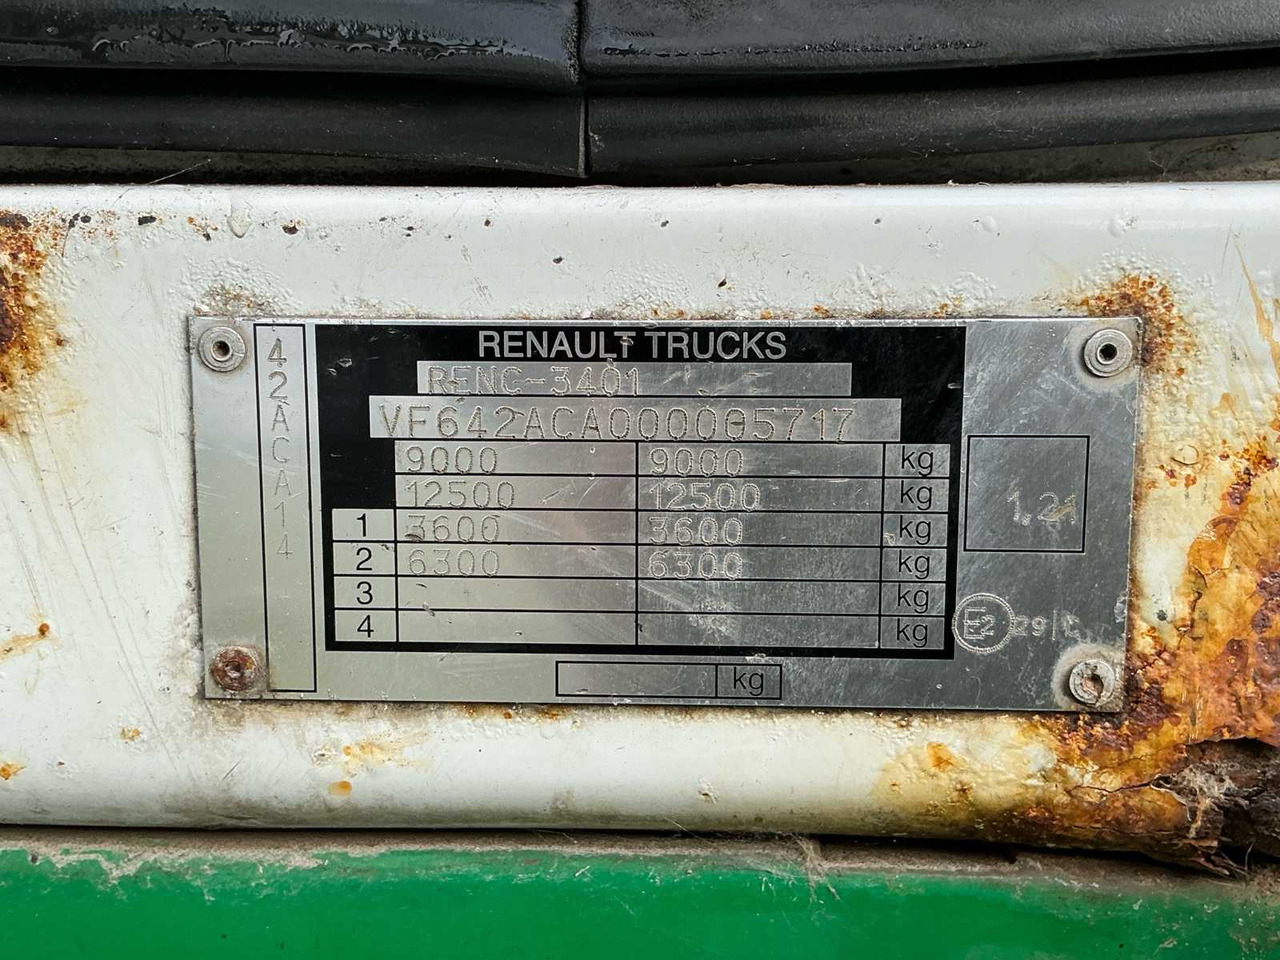 42ACA14
RENAULT TRUCKS
RENC-3401
VF642ACA000005717
9000 9000 kg
12500 12500 kg
1 3600 3600 kg
2 6300 6300 kg
3 kg
4 kg
kg
1.21
E2